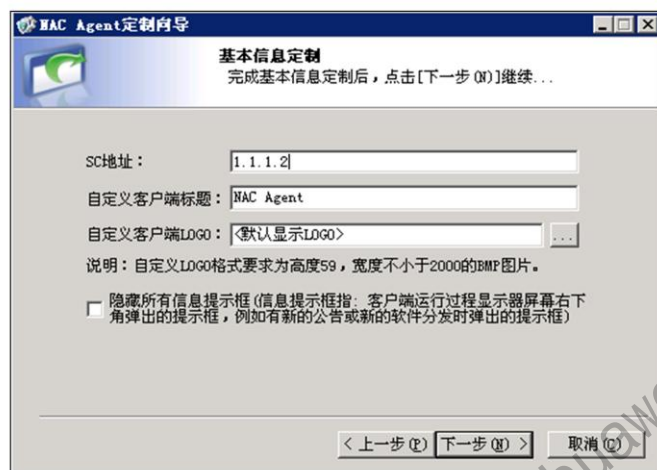 NAC Agent定制向导
基本信息定制
完成基本信息定制后，点击[下一步(N)]继续...
SC地址：
1.1.1.2
自定义客户端标题：
NAC Agent
自定义客户端LOGO：
<默认显示LOGO>
...
说明：自定义LOGO格式要求为高度59，宽度不小于2000的BMP图片。
隐藏所有信息提示框(信息提示框指: 客户端运行过程显示器屏幕右下
角弹出的提示框，例如有新的公告或新的软件分发时弹出的提示框)
< 上一步(P)
下一步(N) >
取消(C)